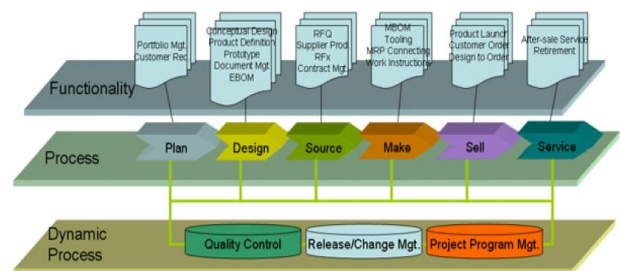 Portfolio Mgt.
Customer Req.
Conceptual Design
Product Definition
Prototype
Document Mgt.
EBOM
RFQ
Supplier Prod.
RFx
Contract Mgt.
MBOM
Tooling
MRP Connecting
Work Instructions
Product Launch
Customer Order
Design to Order
After-sale Service
Retirement
Functionality
Process
Plan
Design
Source
Make
Sell
Service
Dynamic
Process
Quality Control
Release/Change Mgt.
Project Program Mgt.